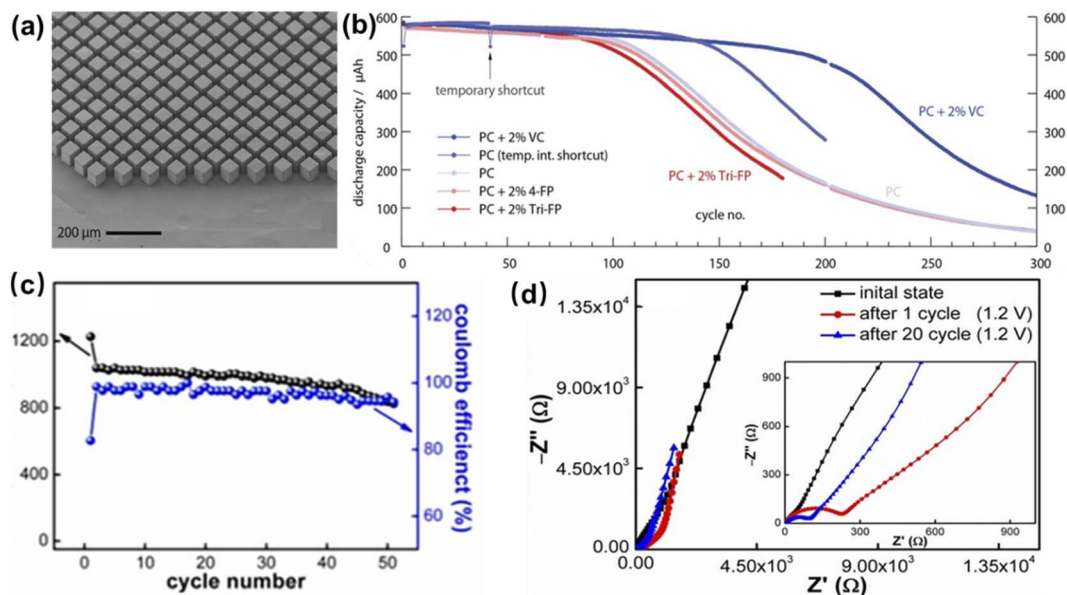 (a)
200 μm
(b)
discharge capacity / μAh
600
500
400
300
200
100
0
temporary shortcut
PC + 2% VC
PC (temp. int. shortcut)
PC
PC + 2% 4-FP
PC + 2% Tri-FP
PC + 2% VC
PC + 2% Tri-FP
PC
cycle no.
600
500
400
300
200
100
0
0 50 100 150 200 250 300
(c)
1200
800
400
0
120
100
80
60
coulomb efficienct (%)
0 10 20 30 40 50
cycle number
(d)
−Z'' (Ω)
1.35x10⁴
9.00x10³
4.50x10³
0.00
inital state
after 1 cycle (1.2 V)
after 20 cycle (1.2 V)
−Z'' (Ω)
900
600
300
0
0 300 600 900
Z' (Ω)
0.00 4.50x10³ 9.00x10³ 1.35x10⁴
Z' (Ω)